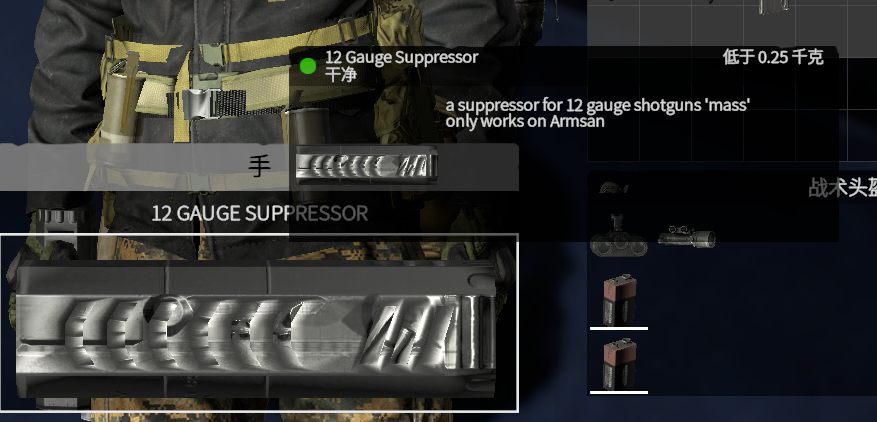 12 Gauge Suppressor
低于 0.25 千克
干净
a suppressor for 12 gauge shotguns 'mass'
only works on Armsan
手
战术头盔
12 GAUGE SUPPRESSOR